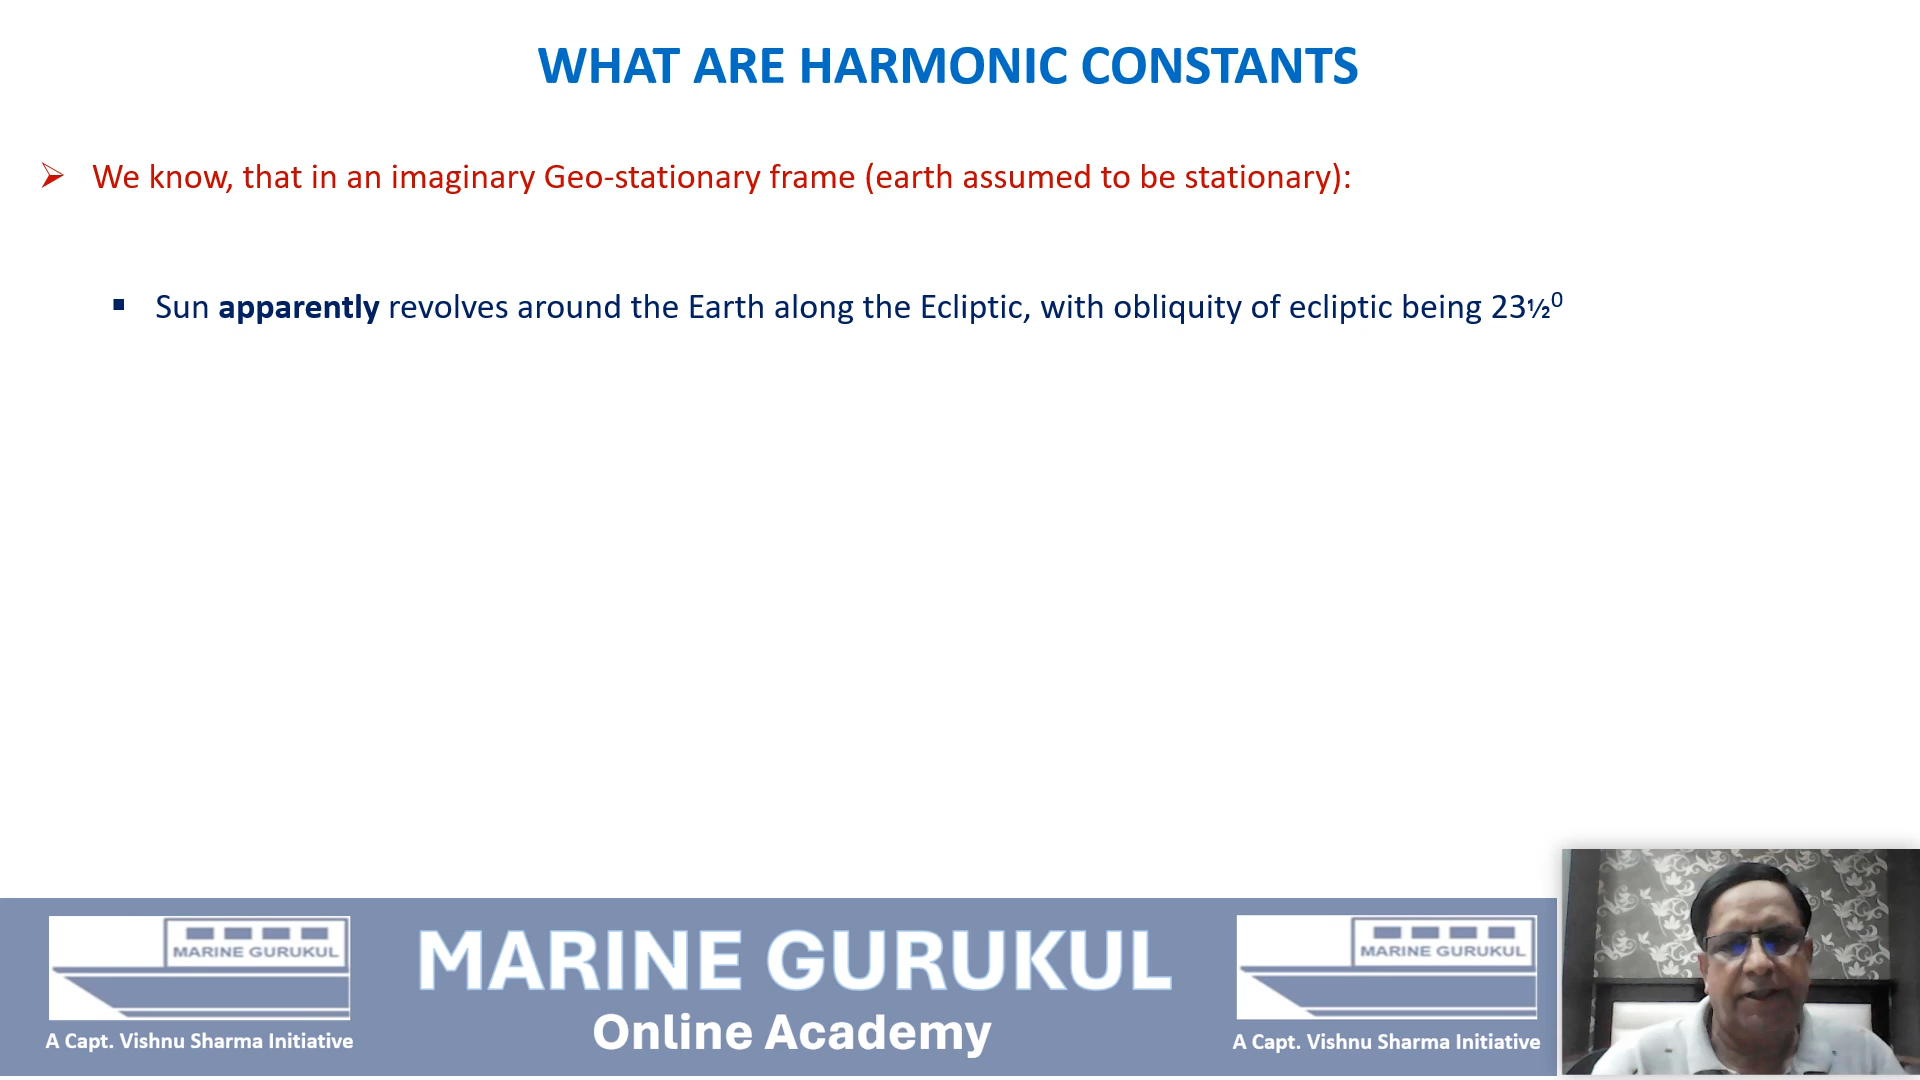 WHAT ARE HARMONIC CONSTANTS
➢ We know, that in an imaginary Geo-stationary frame (earth assumed to be stationary):
▪ Sun apparently revolves around the Earth along the Ecliptic, with obliquity of ecliptic being 23½⁰
MARINE GURUKUL
A Capt. Vishnu Sharma Initiative
MARINE GURUKUL
Online Academy
MARINE GURUKUL
A Capt. Vishnu Sharma Initiative